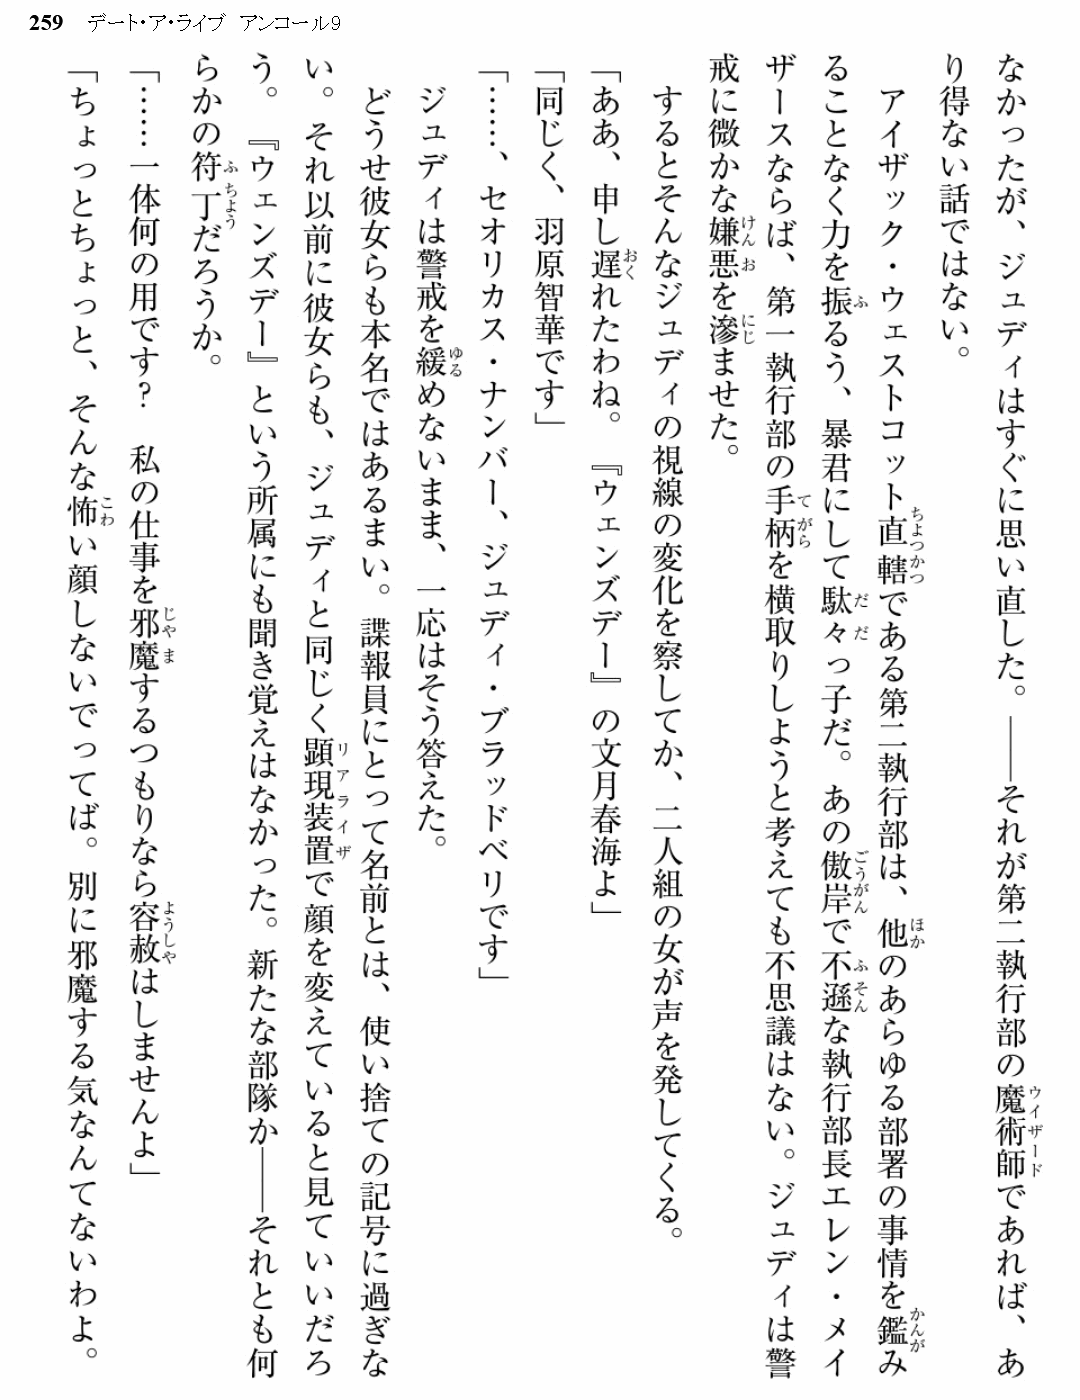 259 デート・ア・ライブ アンコール9
なかったが、ジュディはすぐに思い直した。――それが第二執行部の魔術師であれば、あ
り得ない話ではない。
アイザック・ウェストコット直轄である第二執行部は、他のあらゆる部署の事情を鑑み
ることなく力を振るう、暴君にして駄々っ子だ。あの傲岸で不遜な執行部長エレン・メイ
ザースならば、第一執行部の手柄を横取りしようと考えても不思議はない。ジュディは警
戒に微かな嫌悪を滲ませた。
するとそんなジュディの視線の変化を察してか、二人組の女が声を発してくる。
「ああ、申し遅れたわね。『ウェンズデー』の文月春海よ」
「同じく、羽原智華です」
「……、セオリカス・ナンバー、ジュディ・ブラッドベリです」
ジュディは警戒を緩めないまま、一応はそう答えた。
どうせ彼女らも本名ではあるまい。諜報員にとって名前とは、使い捨ての記号に過ぎな
い。それ以前に彼女らも、ジュディと同じく顕現装置で顔を変えていると見ていいだろ
う。『ウェンズデー』という所属にも聞き覚えはなかった。新たな部隊か――それとも何
らかの符丁だろうか。
「……一体何の用です？　私の仕事を邪魔するつもりなら容赦はしませんよ」
「ちょっとちょっと、そんな怖い顔しないでってば。別に邪魔する気なんてないわよ。